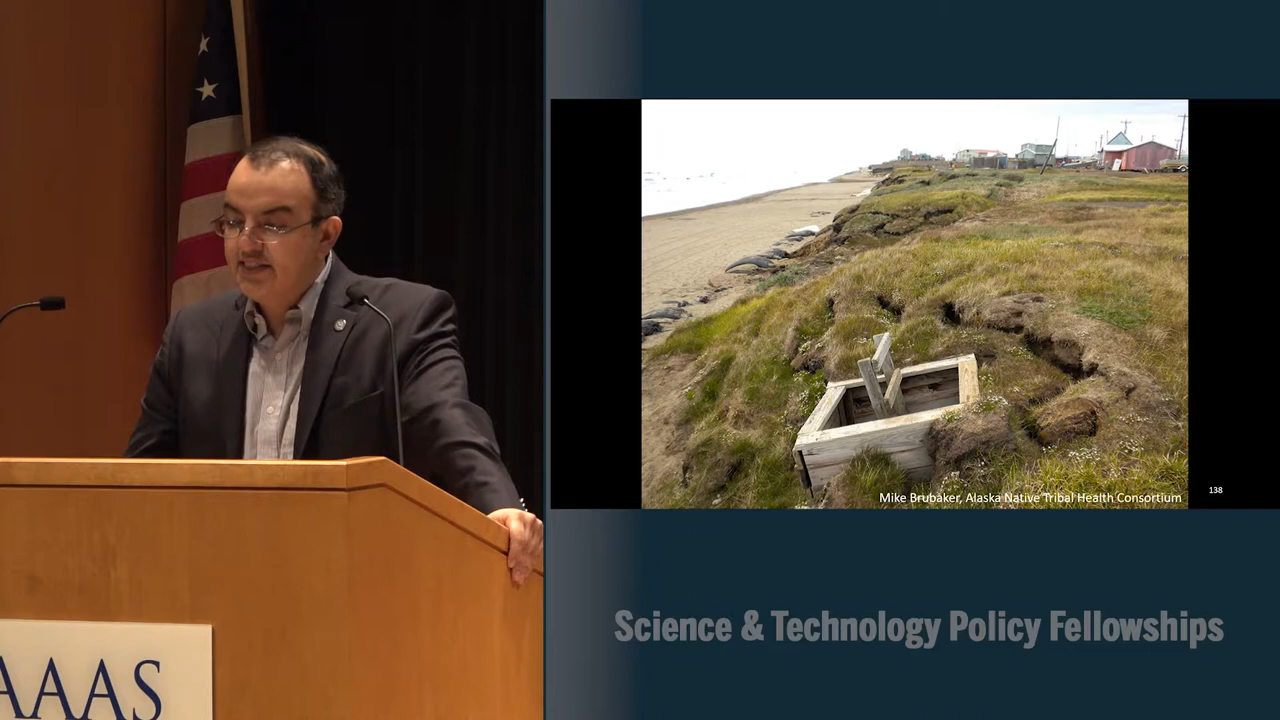 AAAS
Mike Brubaker, Alaska Native Tribal Health Consortium
138
Science & Technology Policy Fellowships